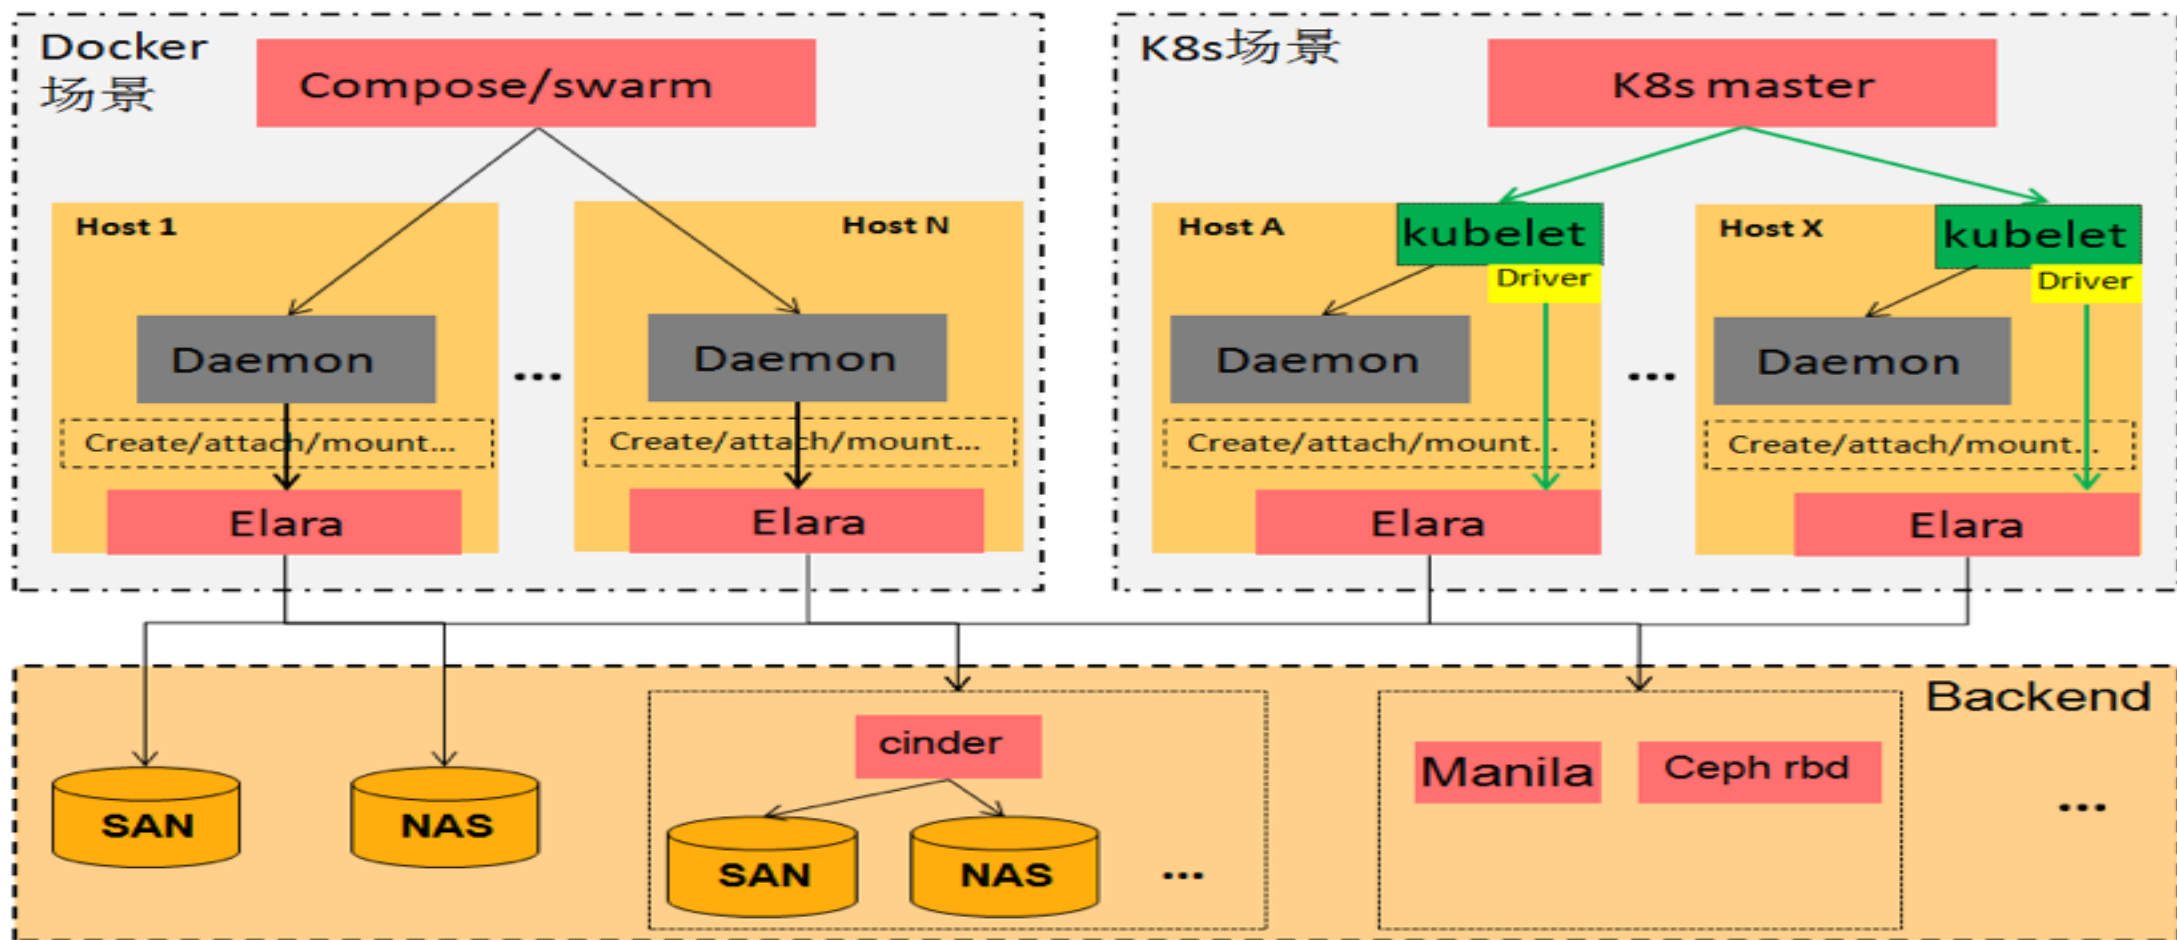 Docker
场景
Compose/swarm
Host 1
Host N
Daemon
...
Daemon
Create/attach/mount...
Create/attach/mount...
Elara
Elara
K8s场景
K8s master
Host A
kubelet
Driver
Host X
kubelet
Driver
Daemon
...
Daemon
Create/attach/mount...
Create/attach/mount...
Elara
Elara
Backend
SAN
NAS
cinder
SAN
NAS
...
Manila
Ceph rbd
...